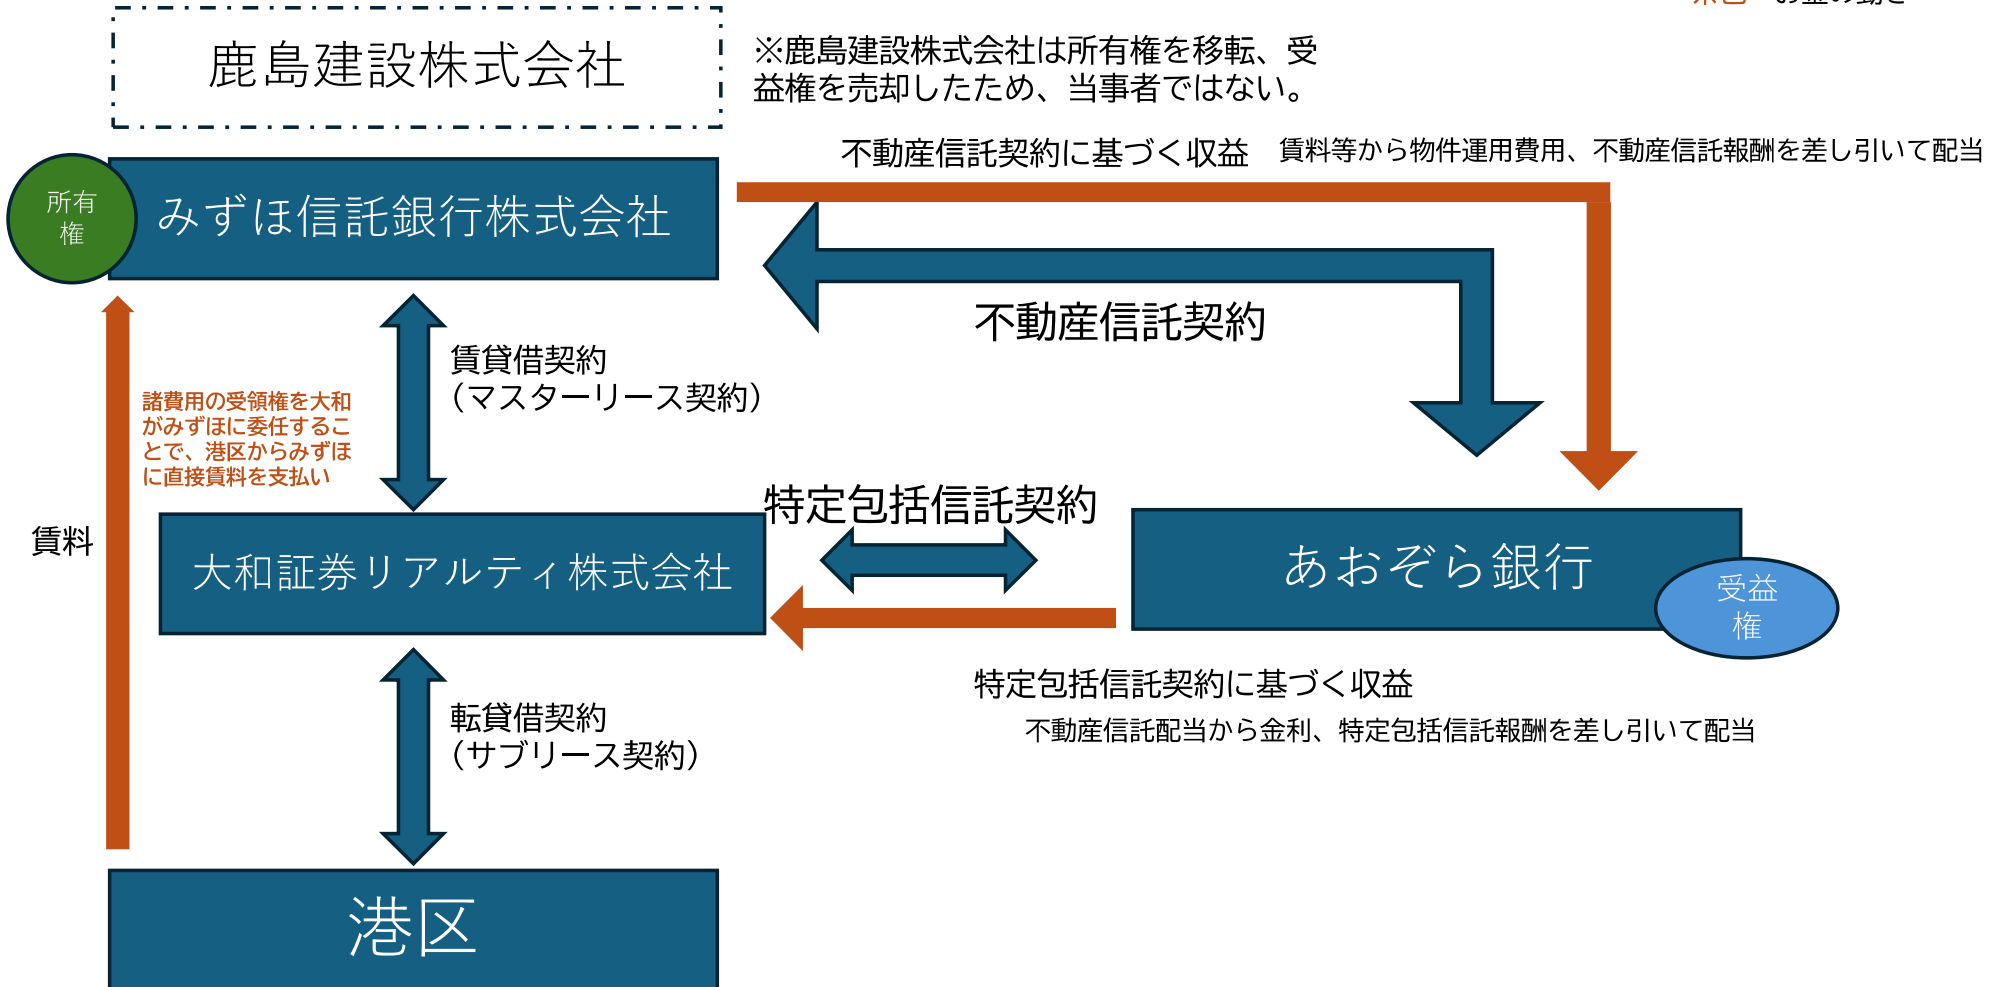 お金の動き
鹿島建設株式会社
※鹿島建設株式会社は所有権を移転、受
益権を売却したため、当事者ではない。
不動産信託契約に基づく収益
賃料等から物件運用費用、不動産信託報酬を差し引いて配当
所有
権
みずほ信託銀行株式会社
不動産信託契約
賃貸借契約
（マスターリース契約）
諸費用の受領権を大和
がみずほに委任するこ
とで、港区からみずほ
に直接賃料を支払い
賃料
特定包括信託契約
大和証券リアルティ株式会社
あおぞら銀行
受益
権
特定包括信託契約に基づく収益
不動産信託配当から金利、特定包括信託報酬を差し引いて配当
転貸借契約
（サブリース契約）
港区